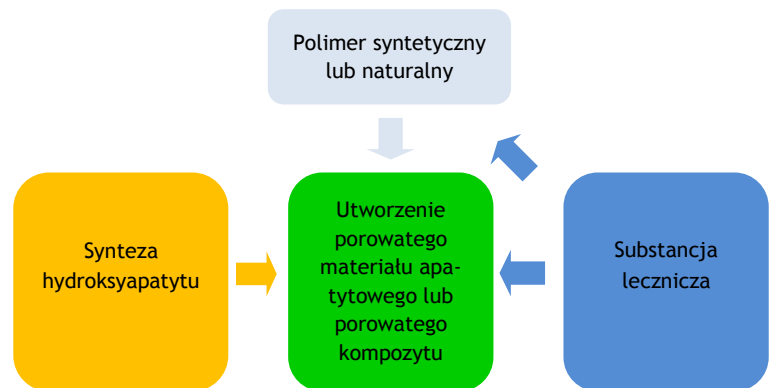 Polimer syntetyczny
lub naturalny
Synteza
hydroksyapatytu
Utworzenie
porowatego
materiału apa-
tytowego lub
porowatego
kompozytu
Substancja
lecznicza